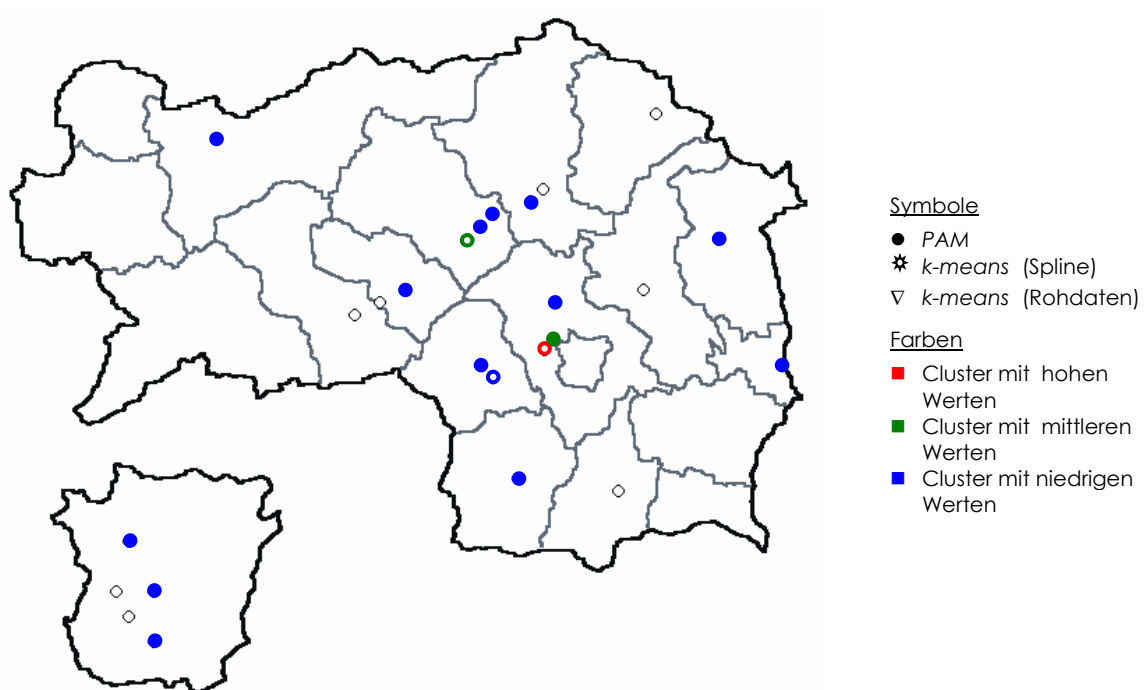 Symbole
PAM
k-means (Spline)
k-means (Rohdaten)
Farben
Cluster mit hohen
Werten
Cluster mit mittleren
Werten
Cluster mit niedrigen
Werten